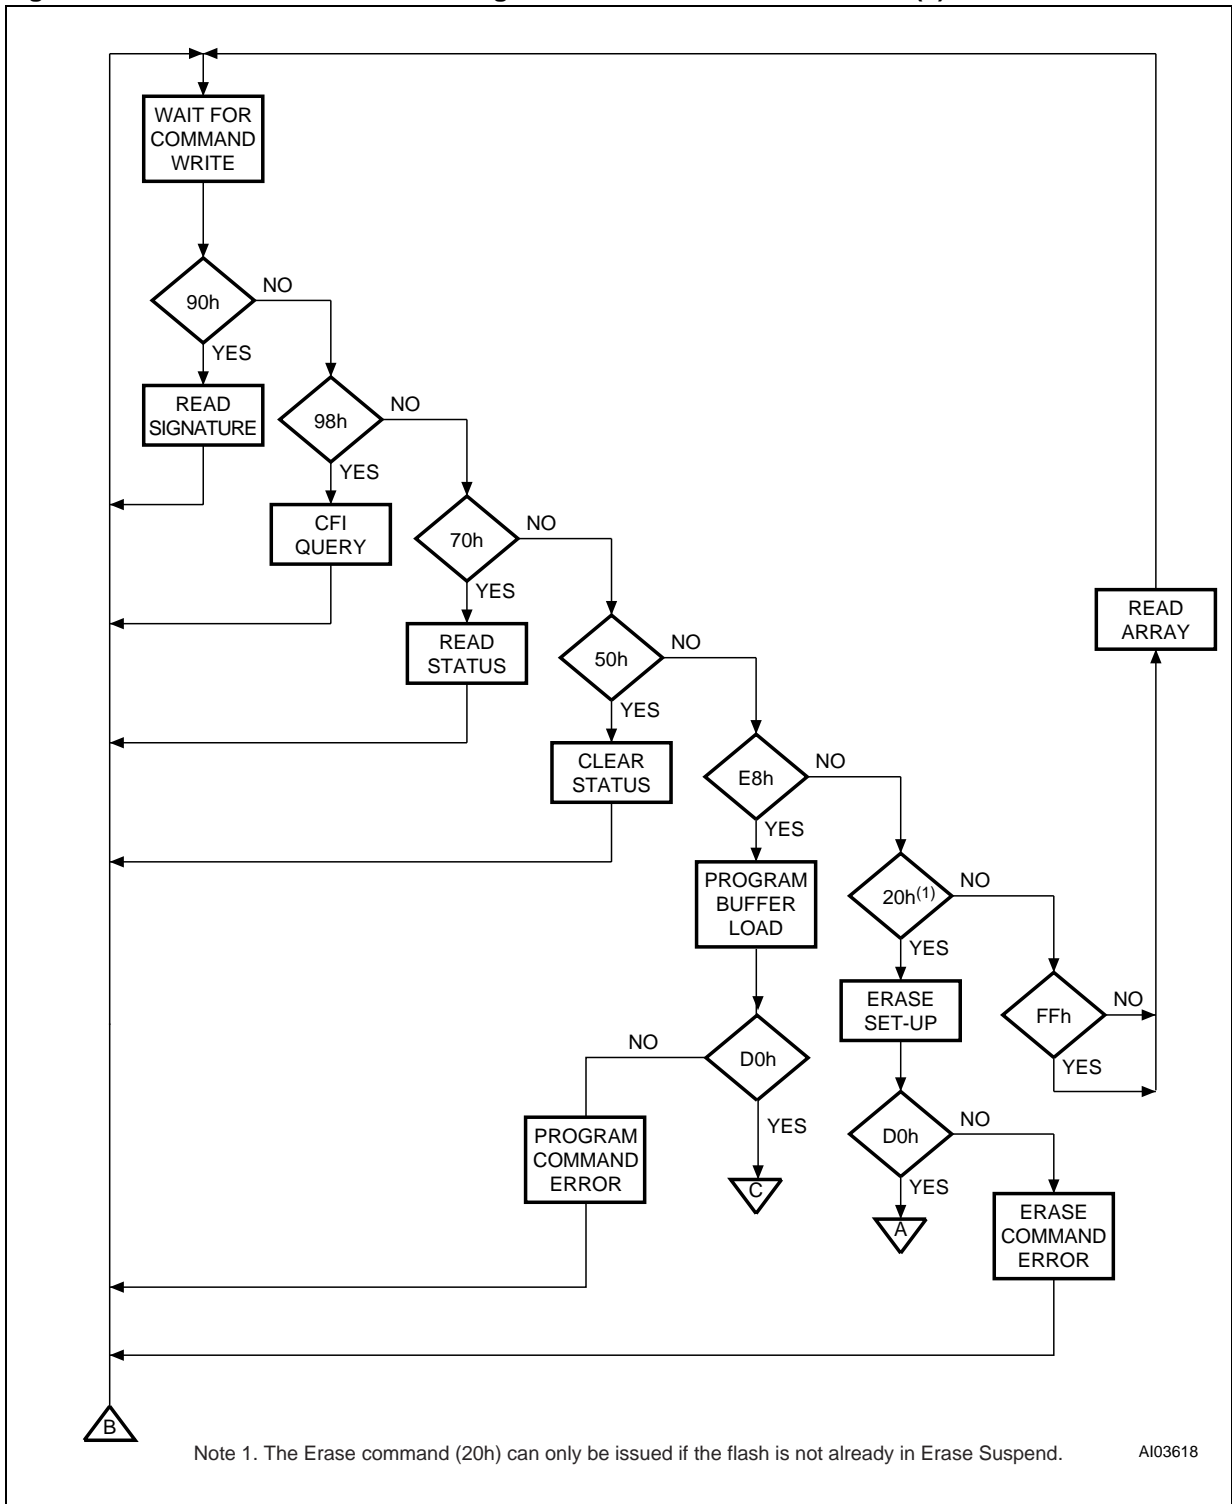 WAIT FOR
COMMAND
WRITE
90h
NO
YES
READ
SIGNATURE
98h
NO
YES
CFI
QUERY
70h
NO
YES
READ
STATUS
50h
NO
YES
CLEAR
STATUS
E8h
NO
YES
PROGRAM
BUFFER
LOAD
20h(1)
NO
YES
ERASE
SET-UP
FFh
NO
YES
READ
ARRAY
D0h
NO
YES
PROGRAM
COMMAND
ERROR
C
D0h
NO
YES
A
ERASE
COMMAND
ERROR
B
Note 1. The Erase command (20h) can only be issued if the flash is not already in Erase Suspend.
AI03618